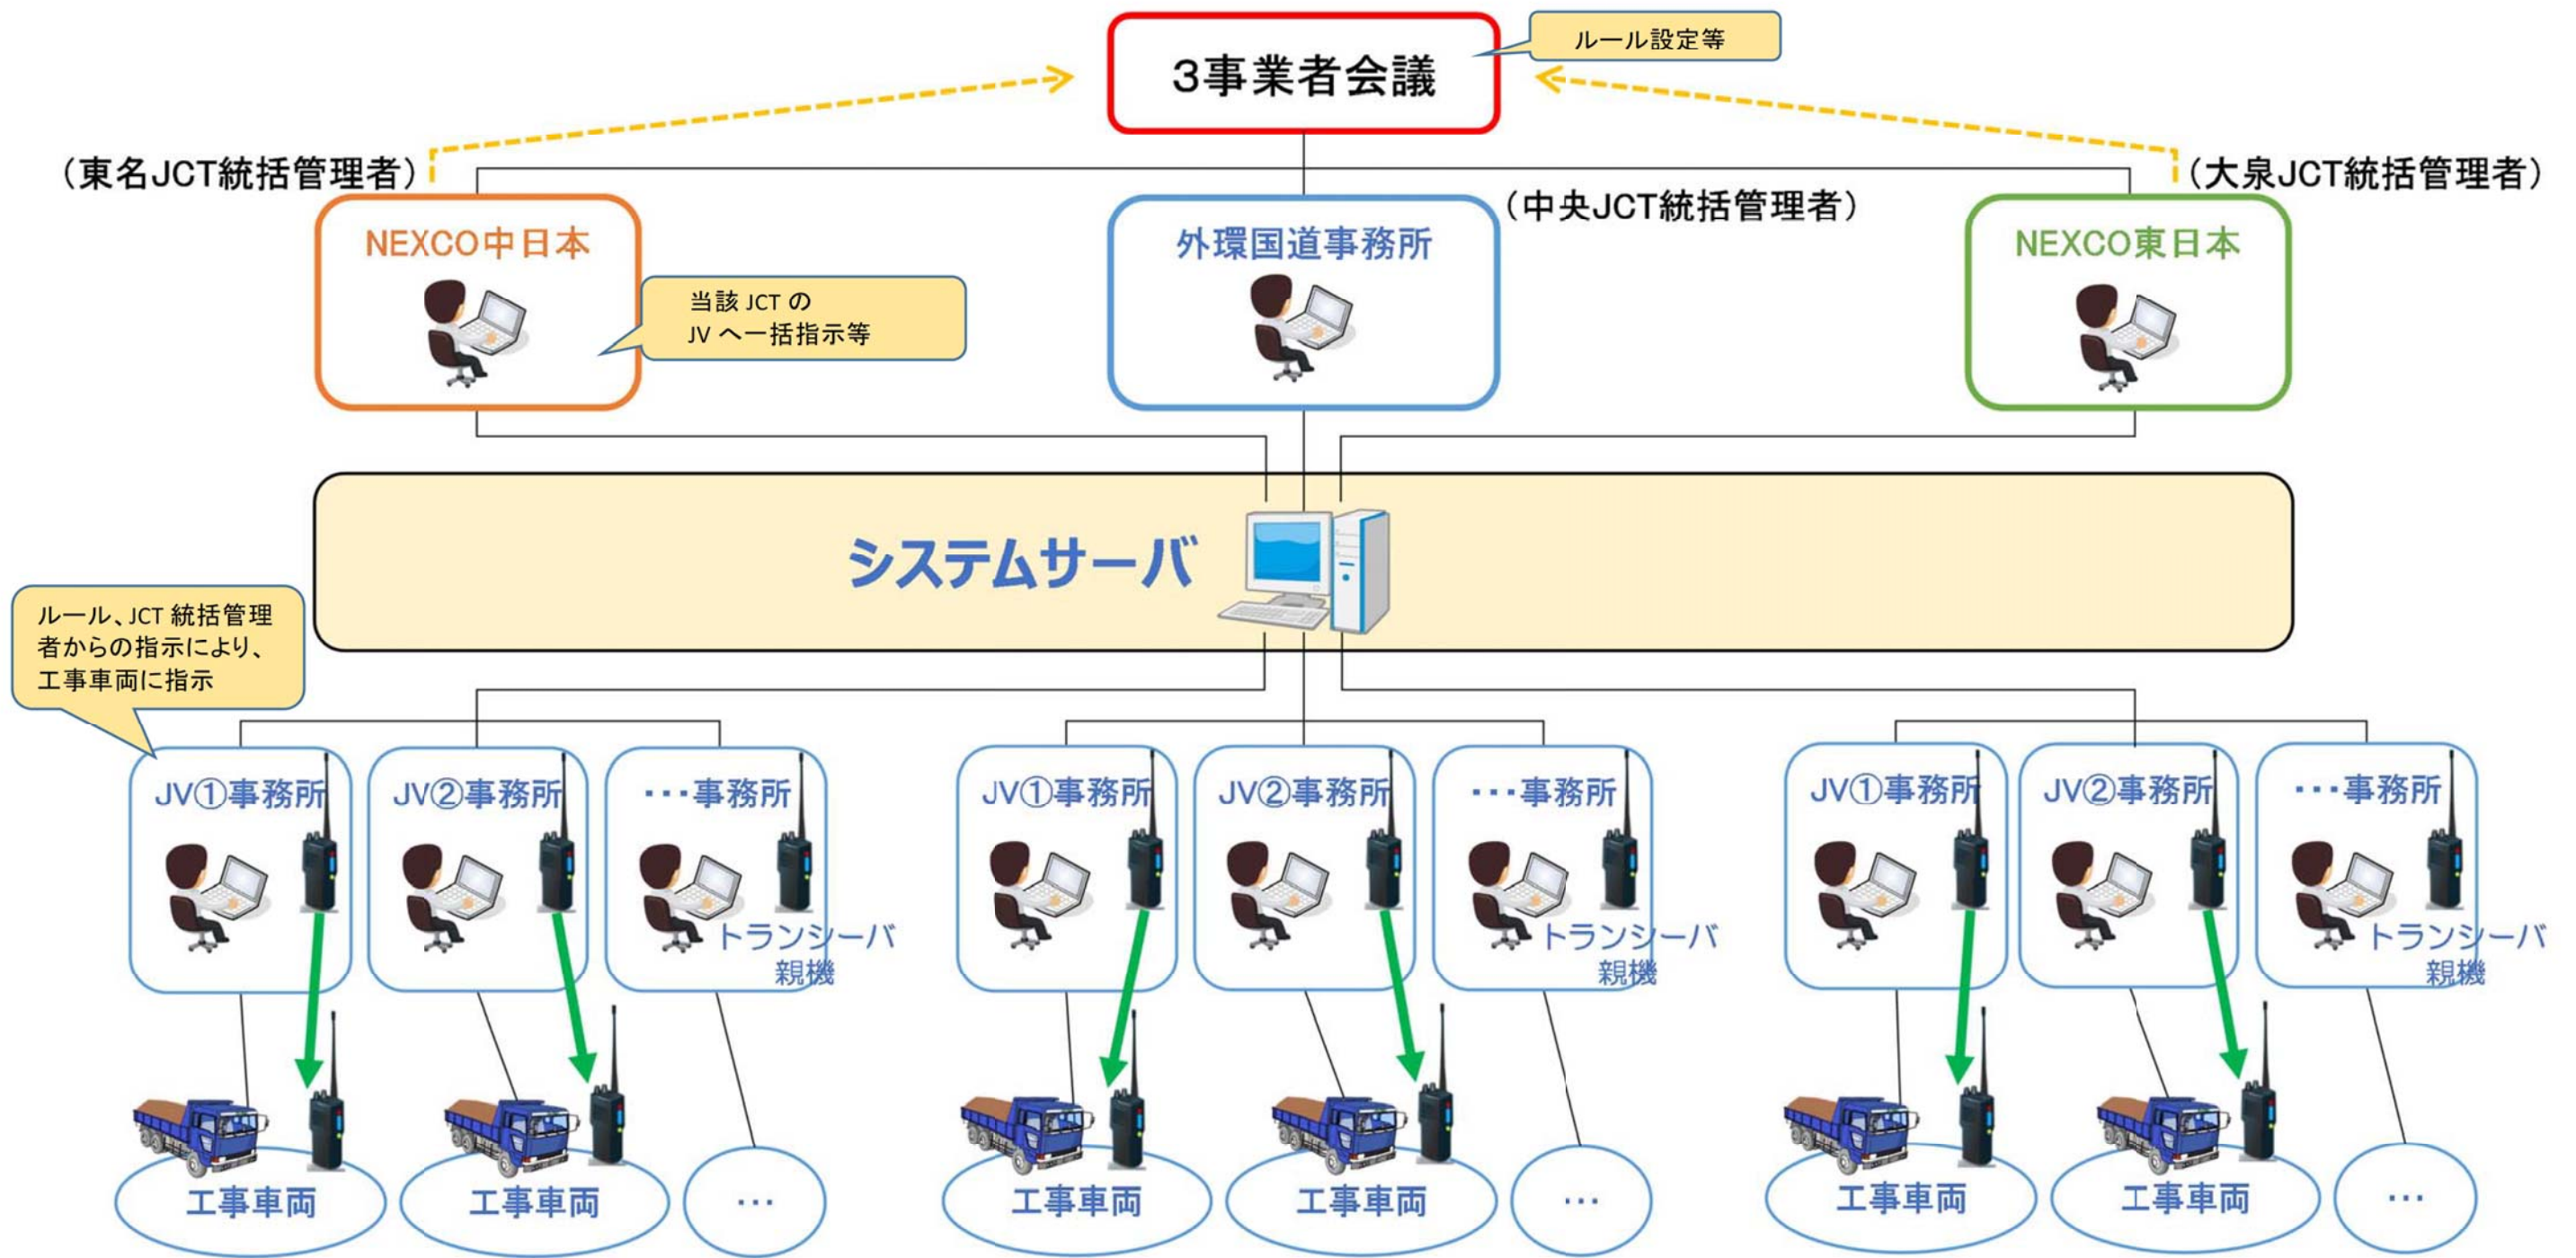 3事業者会議
ルール設定等
（東名JCT統括管理者）
（中央JCT統括管理者）
（大泉JCT統括管理者）
NEXCO中日本
外環国道事務所
NEXCO東日本
当該 JCT の
JV へ一括指示等
システムサーバ
ルール、JCT 統括管理
者からの指示により、
工事車両に指示
JV①事務所
JV②事務所
･･･事務所
JV①事務所
JV②事務所
･･･事務所
JV①事務所
JV②事務所
･･･事務所
トランシーバ
親機
トランシーバ
親機
トランシーバ
親機
工事車両
工事車両
･･･
工事車両
工事車両
･･･
工事車両
工事車両
･･･